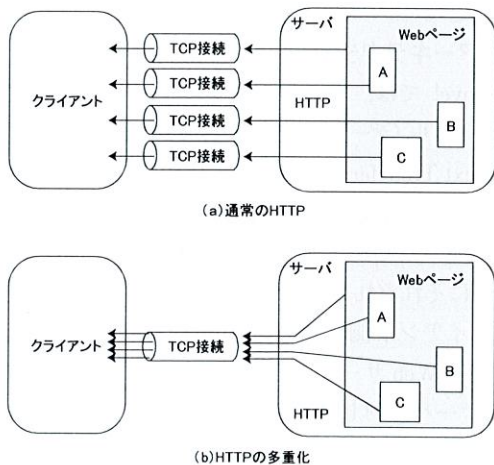 サーバ
Webページ
TCP接続
A
TCP接続
クライアント
HTTP
TCP接続
B
TCP接続
C
(a)通常のHTTP
サーバ
Webページ
A
クライアント
TCP接続
B
C
HTTP
(b)HTTPの多重化